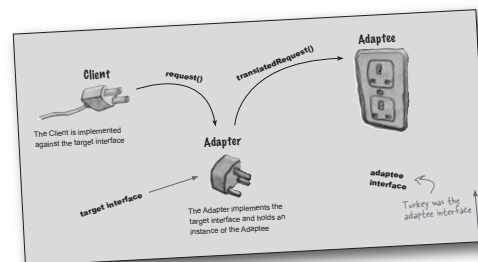 Client
request()
translatedRequest()
Adaptee
The Client is implemented
against the target interface
Adapter
target interface
The Adapter implements the
target interface and holds an
instance of the Adaptee
adaptee
interface
Turkey was the
adaptee interface